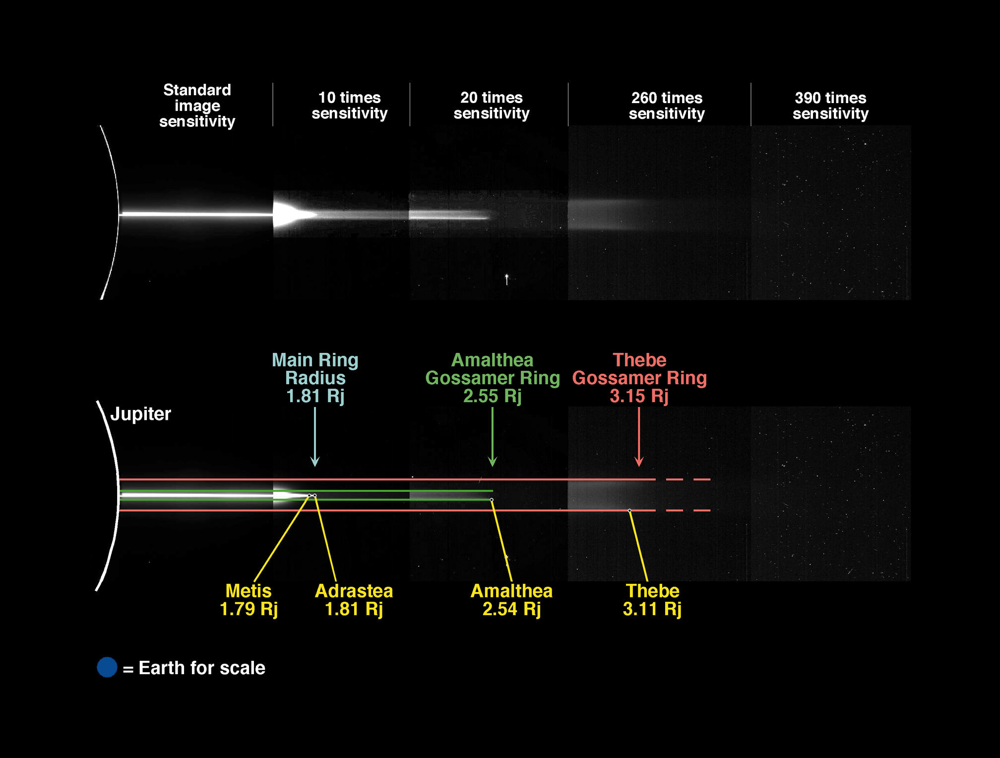 Standard
image
sensitivity
10 times
sensitivity
20 times
sensitivity
260 times
sensitivity
390 times
sensitivity
Main Ring
Radius
1.81 Rj
Amalthea
Gossamer Ring
2.55 Rj
Thebe
Gossamer Ring
3.15 Rj
Jupiter
Metis
1.79 Rj
Adrastea
1.81 Rj
Amalthea
2.54 Rj
Thebe
3.11 Rj
= Earth for scale